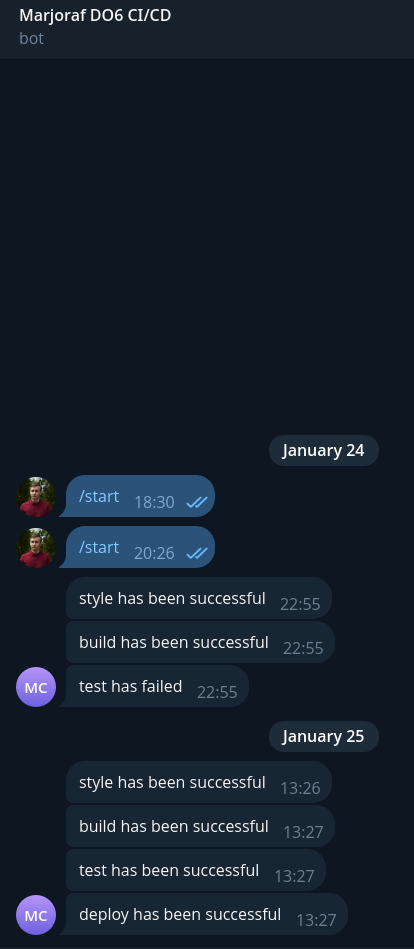 Marjoraf DO6 CI/CD
bot
January 24
/start 18:30
/start 20:26
style has been successful 22:55
build has been successful 22:55
test has failed 22:55
MC
January 25
style has been successful 13:26
build has been successful 13:27
test has been successful 13:27
deploy has been successful 13:27
MC